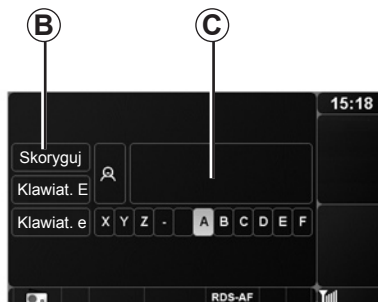 B C
15:18
Skoryguj
Klawiat. E
Klawiat. e X Y Z - A B C D E F
RDS-AF